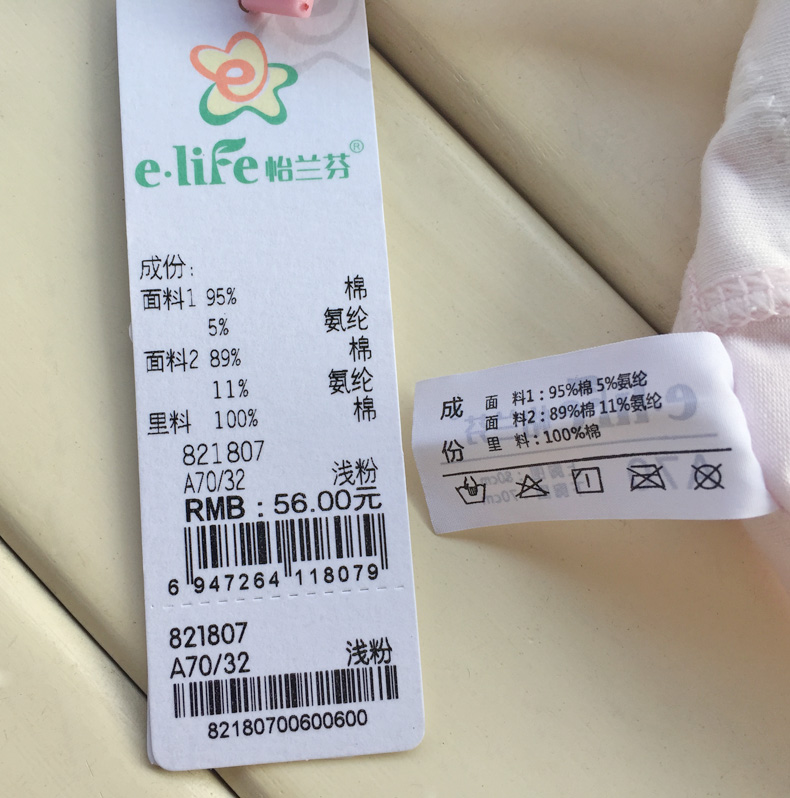 e·life怡兰芬®
成份:
面料1 95% 棉
5% 氨纶
面料2 89% 棉
11% 氨纶
里料 100% 棉
821807
A70/32 浅粉
RMB：56.00元
6 947264 118079
821807
A70/32 浅粉
82180700600600
成份
面 料1：95%棉 5%氨纶
面 料2：89%棉 11%氨纶
里 料：100%棉